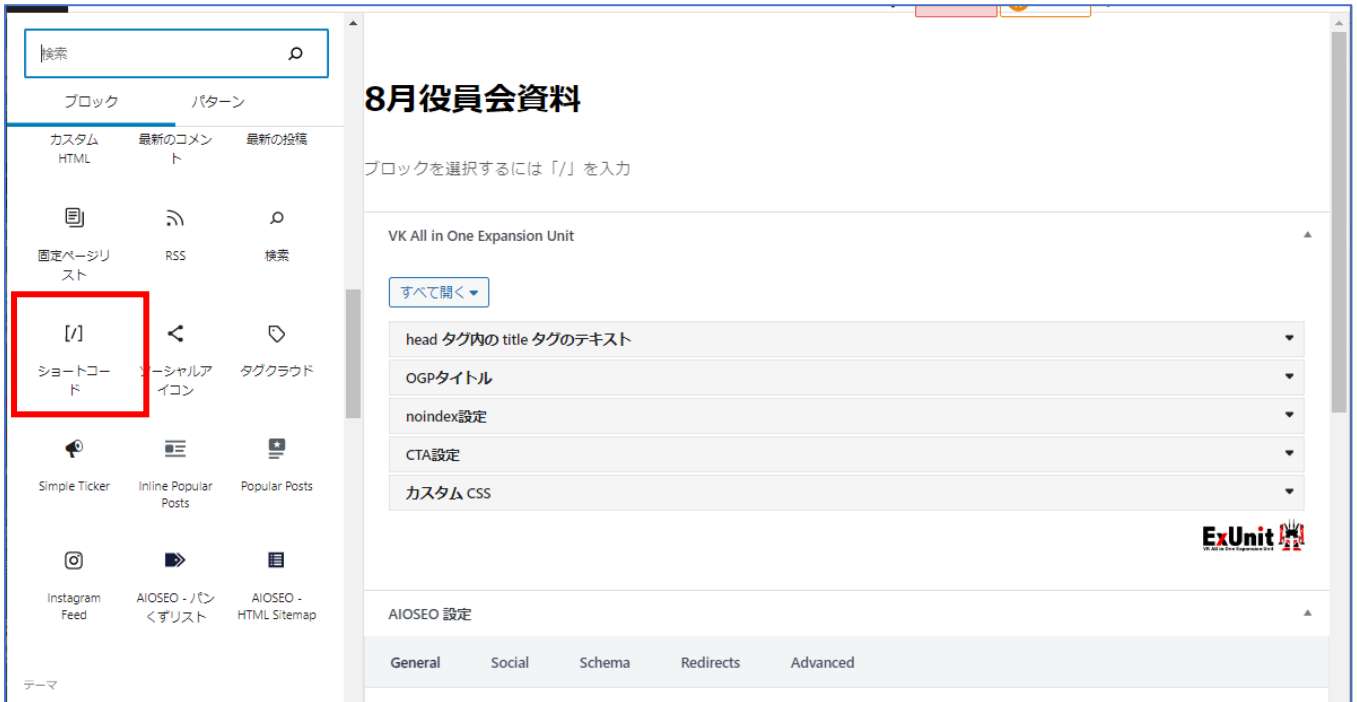 検索
ブロック
パターン
カスタム
HTML
最新のコメン
ト
最新の投稿
固定ページリ
スト
RSS
検索
[/]
ショートコー
ド
ソーシャルア
イコン
タグクラウド
Simple Ticker
Inline Popular
Posts
Popular Posts
Instagram
Feed
AIOSEO - パン
くずリスト
AIOSEO -
HTML Sitemap
テーマ
8月役員会資料
ブロックを選択するには「/」を入力
VK All in One Expansion Unit
すべて開く
head タグ内の title タグのテキスト
OGPタイトル
noindex設定
CTA設定
カスタム CSS
ExUnit
VK All in One Expansion Unit
AIOSEO 設定
General
Social
Schema
Redirects
Advanced